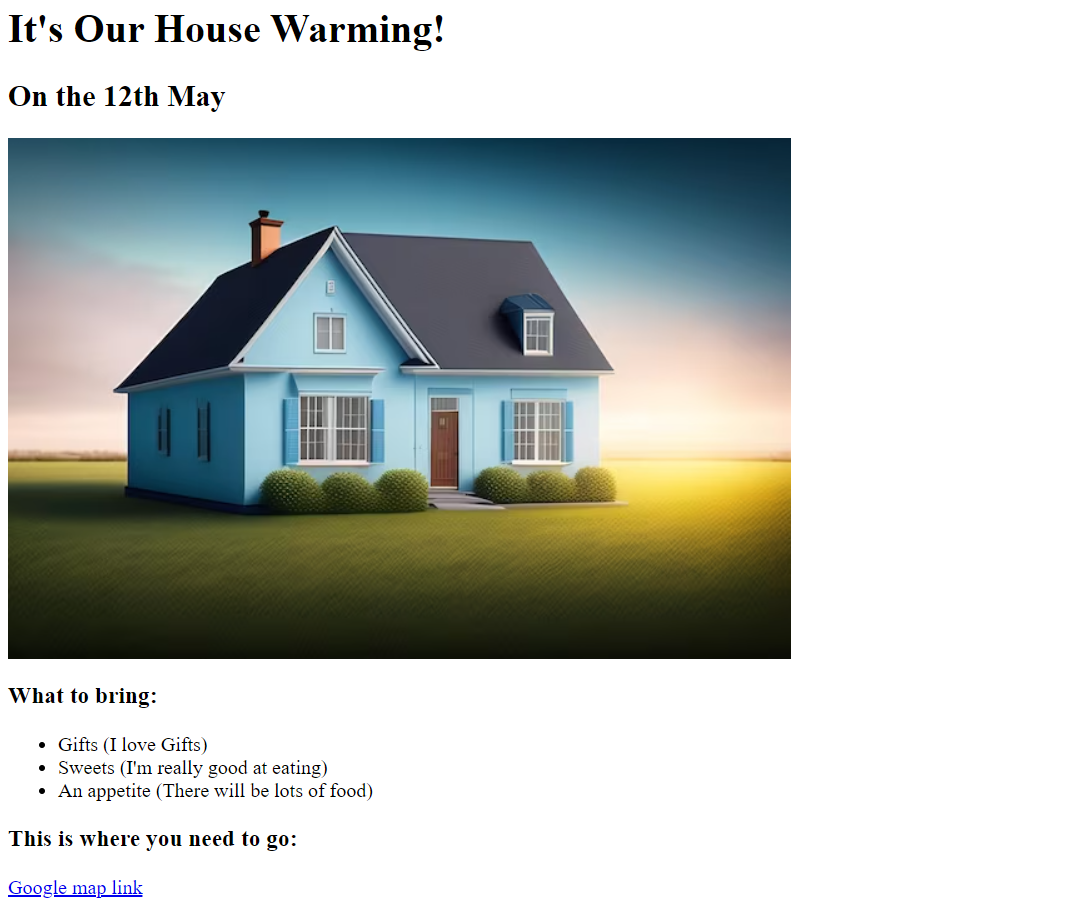 It's Our House Warming!
On the 12th May
What to bring:
Gifts (I love Gifts)
Sweets (I'm really good at eating)
An appetite (There will be lots of food)
This is where you need to go:
Google map link